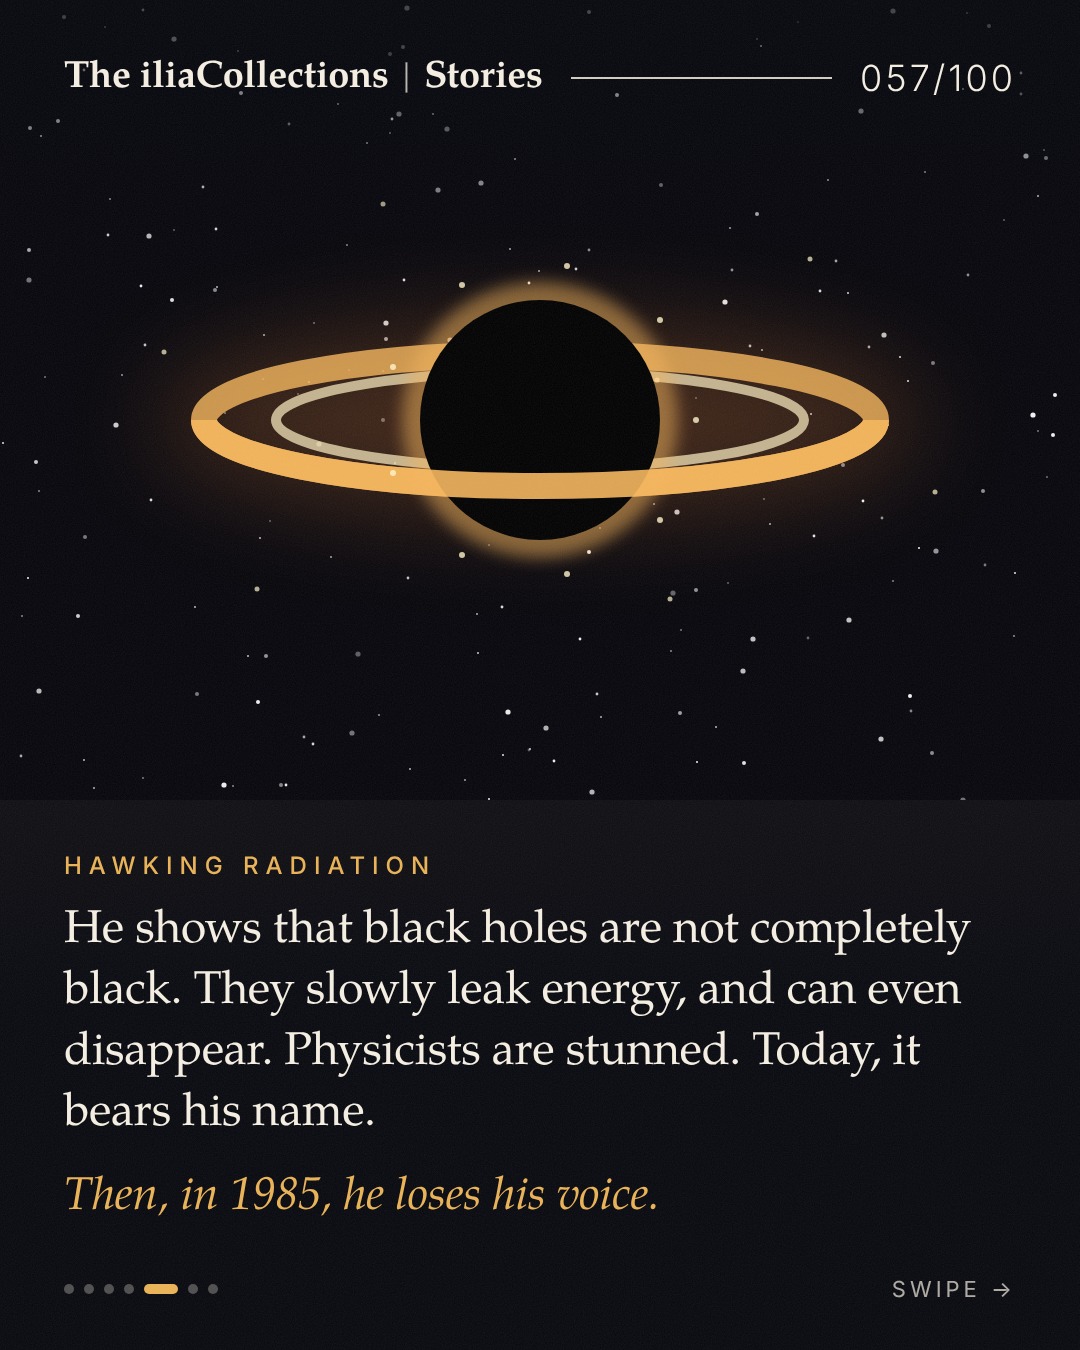 The iliaCollections | Stories 057/100
HAWKING RADIATION
He shows that black holes are not completely
black. They slowly leak energy, and can even
disappear. Physicists are stunned. Today, it
bears his name.
Then, in 1985, he loses his voice.
SWIPE →